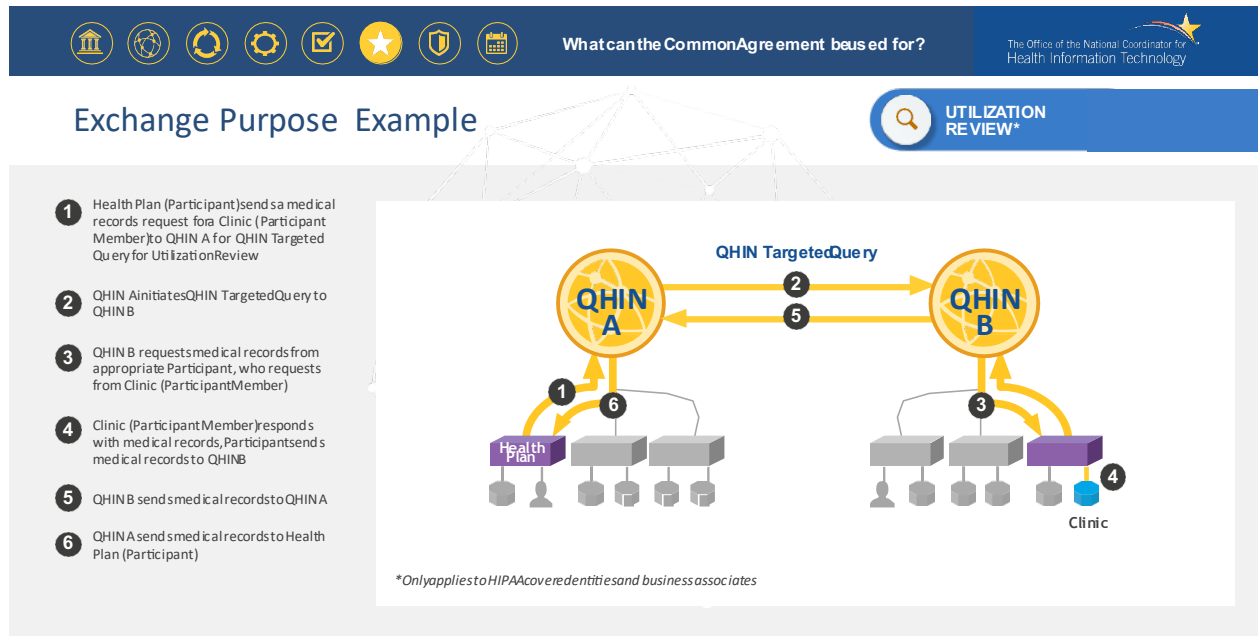 What can the Common Agreement be used for?
The Office of the National Coordinator for
Health Information Technology
Exchange Purpose Example
UTILIZATION
REVIEW*
1
Health Plan (Participant) sends a medical
records request for a Clinic (Participant
Member) to QHIN A for QHIN Targeted
Query for Utilization Review
2
QHIN A initiates QHIN Targeted Query to
QHIN B
3
QHIN B requests medical records from
appropriate Participant, who requests
from Clinic (Participant Member)
4
Clinic (Participant Member) responds
with medical records, Participant sends
medical records to QHIN B
5
QHIN B sends medical records to QHIN A
6
QHIN A sends medical records to Health
Plan (Participant)
QHIN Targeted Query
QHIN
A
2
5
QHIN
B
1
6
3
Health
Plan
4
Clinic
*Only applies to HIPAA covered entities and business associates